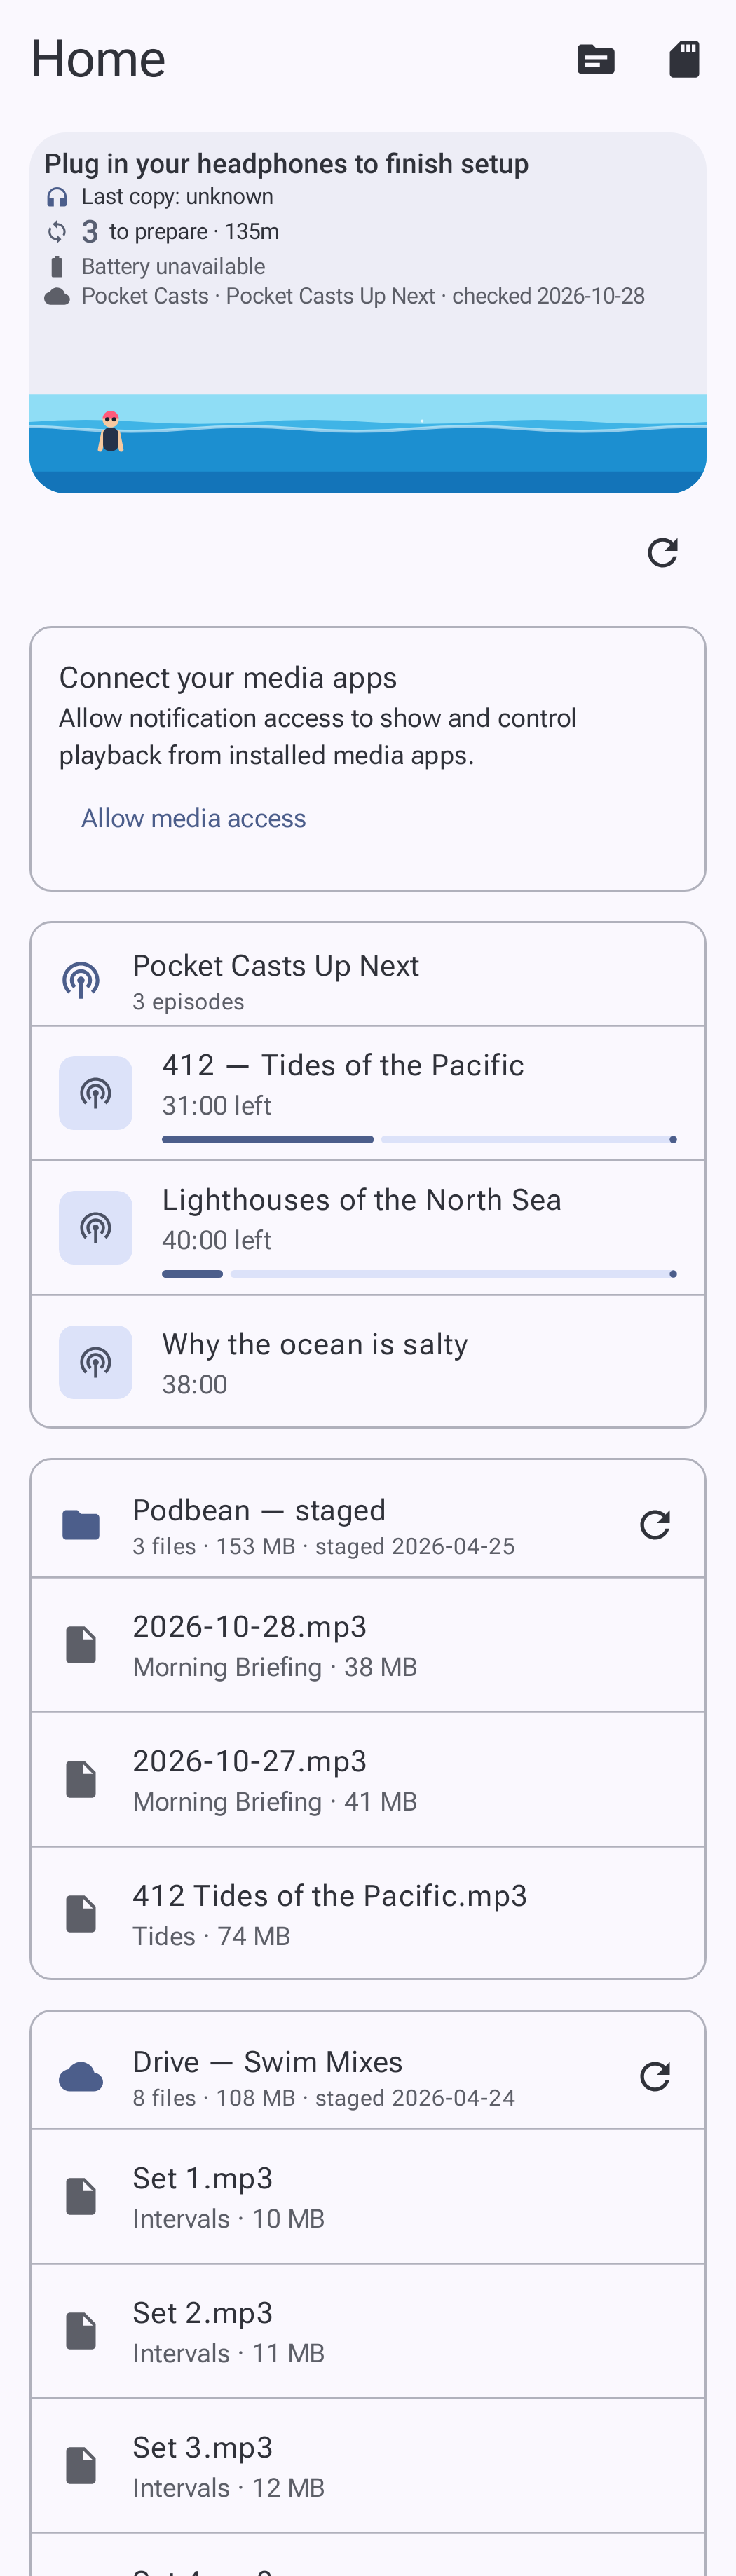 Home
Plug in your headphones to finish setup
Last copy: unknown
3 to prepare · 135m
Battery unavailable
Pocket Casts · Pocket Casts Up Next · checked 2026-10-28
Connect your media apps
Allow notification access to show and control
playback from installed media apps.
Allow media access
Pocket Casts Up Next
3 episodes
412 — Tides of the Pacific
31:00 left
Lighthouses of the North Sea
40:00 left
Why the ocean is salty
38:00
Podbean — staged
3 files · 153 MB · staged 2026-04-25
2026-10-28.mp3
Morning Briefing · 38 MB
2026-10-27.mp3
Morning Briefing · 41 MB
412 Tides of the Pacific.mp3
Tides · 74 MB
Drive — Swim Mixes
8 files · 108 MB · staged 2026-04-24
Set 1.mp3
Intervals · 10 MB
Set 2.mp3
Intervals · 11 MB
Set 3.mp3
Intervals · 12 MB